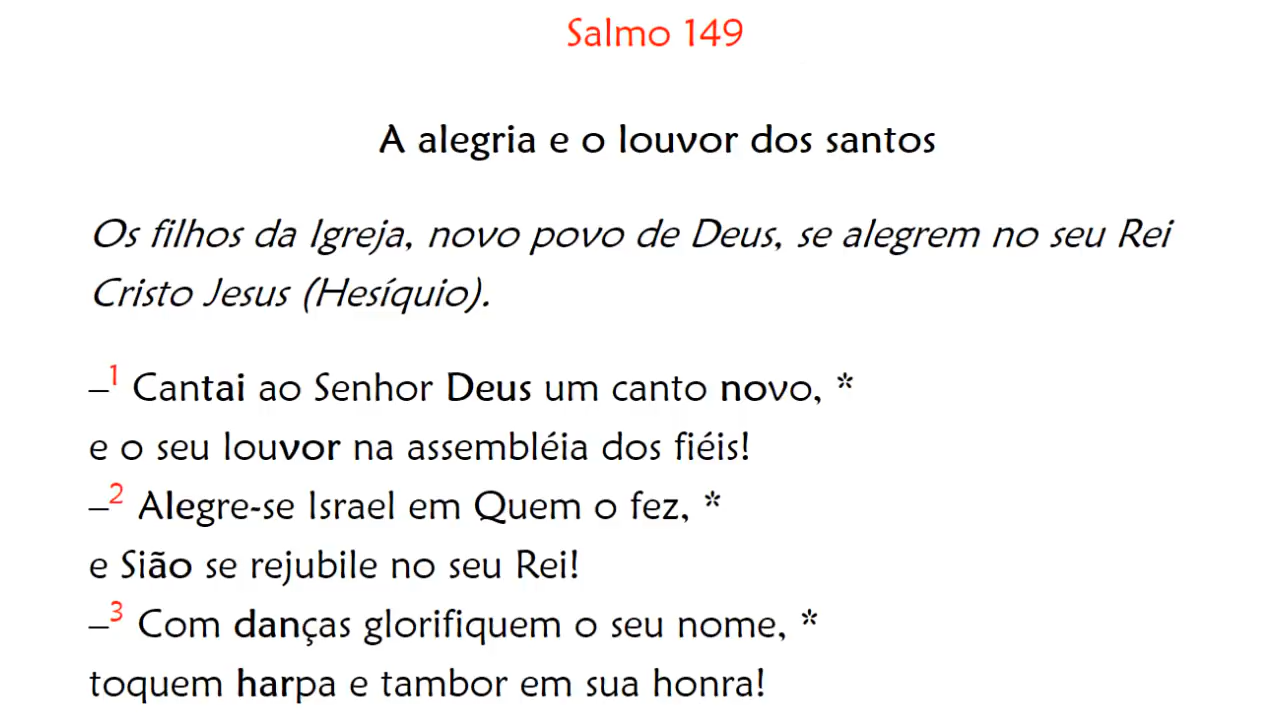 Salmo 149
A alegria e o louvor dos santos
Os filhos da Igreja, novo povo de Deus, se alegrem no seu Rei
Cristo Jesus (Hesíquio).
–1 Cantai ao Senhor Deus um canto novo, *
e o seu louvor na assembléia dos fiéis!
–2 Alegre-se Israel em Quem o fez, *
e Sião se rejubile no seu Rei!
–3 Com danças glorifiquem o seu nome, *
toquem harpa e tambor em sua honra!